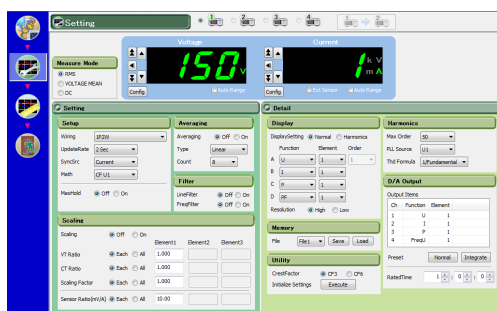 Setting
1 2 3 4 1 2
Measure Mode
RMS
VOLTAGE MEAN
DC
Voltage
150 V
Config Auto Range
Current
1 k V
m A
Config Ext Sensor Auto Range
Setting
Setup
Wiring 1P2W
UpdateRate 2 Sec
SyncSrc Current
Math CF U1
MaxHold Off On
Averaging
Averaging Off On
Type Linear
Count 8
Filter
LineFilter Off On
FreqFilter Off On
Scaling
Scaling Off On
Element1 Element2 Element3
VT Ratio Each All 1.000
CT Ratio Each All 1.000
Scaling Factor Each All 1.000
Sensor Ratio(mV/A) Each All 10.00
Detail
Display
DisplaySetting Normal Harmonics
Function Element Order
A U 1
B I 1
C P 1
D PF 1
Resolution High Low
Memory
File File1 Save Load
Utility
CrestFactor CF3 CF6
Initialize Settings Execute
Harmonics
Max Order 50
PLL Source U1
Thd Formula 1/Fundamental
D/A Output
Output Items
Ch Function Element
1 U 1
2 I 1
3 P 1
4 FreqU 1
Preset Normal Integrate
RatedTime 1 : 0 : 0